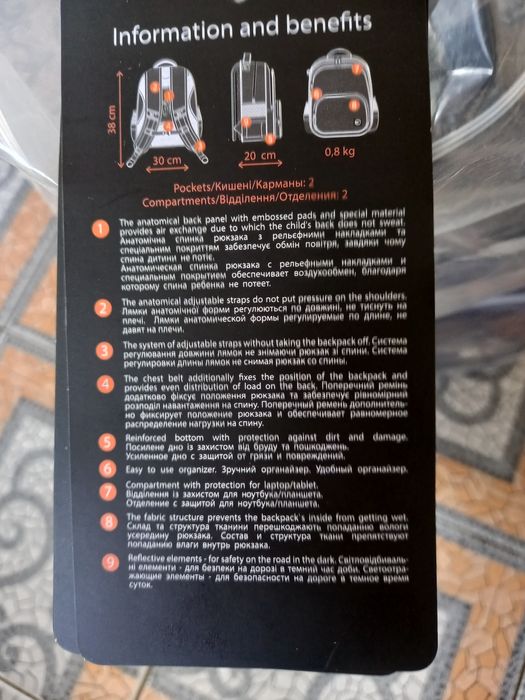 Information and benefits
38 cm
30 cm
20 cm
0,8 kg
Pockets/Кишені/Карманы: 2
Compartments/Відділення/Отделения: 2
1 The anatomical back panel with embossed pads and special material
provides air exchange due to which the child's back does not sweat.
Анатомічна спинка рюкзака з рельєфними накладками та
спеціальним покриттям забезпечує обмін повітря, завдяки чому
спина дитини не потіє.
Анатомическая спинка рюкзака с рельефными накладками и
специальным покрытием обеспечивает воздухообмен, благодаря
которому спина ребенка не потеет.
2 The anatomical adjustable straps do not put pressure on the shoulders.
Лямки анатомічної форми регулюються по довжині, не тиснуть на
плечі. Лямки анатомической формы регулируемые по длине, не
давят на плечи.
3 The system of adjustable straps without taking the backpack off. Система
регулювання довжини лямок не знімаючи рюкзак зі спини. Система
регулировки длины лямок не снимая рюкзак со спины.
4 The chest belt additionally fixes the position of the backpack and
provides even distribution of load on the back. Поперечний ремінь
додатково фіксує положення рюкзака та забезпечує рівномірний
розподіл навантаження на спину. Поперечный ремень дополнитель-
но фиксирует положение рюкзака и обеспечивает равномерное
распределение нагрузки на спину.
5 Reinforced bottom with protection against dirt and damage.
Посилене дно із захистом від бруду та пошкоджень.
Усиленное дно с защитой от грязи и повреждений.
6 Easy to use organizer. Зручний органайзер. Удобный органайзер.
7 Compartment with protection for laptop/tablet.
Відділення із захистом для ноутбука/планшета.
Отделение с защитой для ноутбука/планшета.
8 The fabric structure prevents the backpack's inside from getting wet.
Склад та структура тканини перешкоджають попаданню вологи
усередину рюкзака. Состав и структура ткани препятствуют
попаданию влаги внутрь рюкзака.
9 Reflective elements - for safety on the road in the dark. Світловідбиваль-
ні елементи - для безпеки на дорозі в темний час доби. Светоотра-
жающие элементы - для безопасности на дороге в темное время
суток.